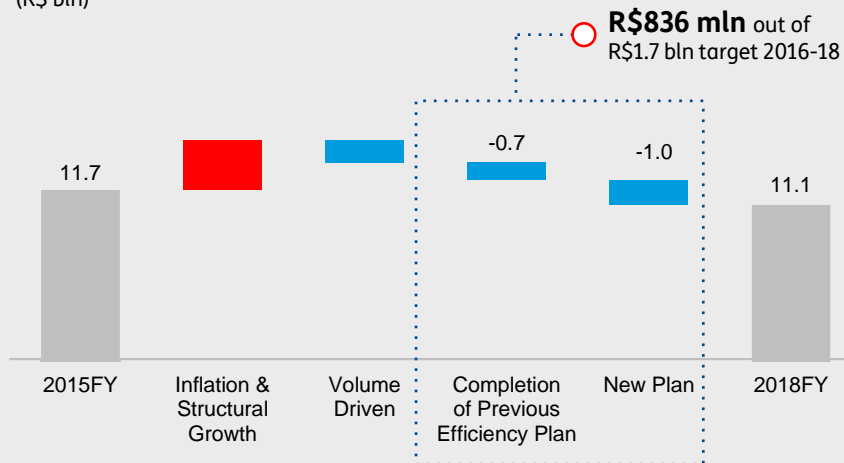 (R$ bln)
R$836 mln out of
R$1.7 bln target 2016-18
11.7
-0.7
-1.0
11.1
2015FY
Inflation &
Structural
Growth
Volume
Driven
Completion
of Previous
Efficiency Plan
New Plan
2018FY